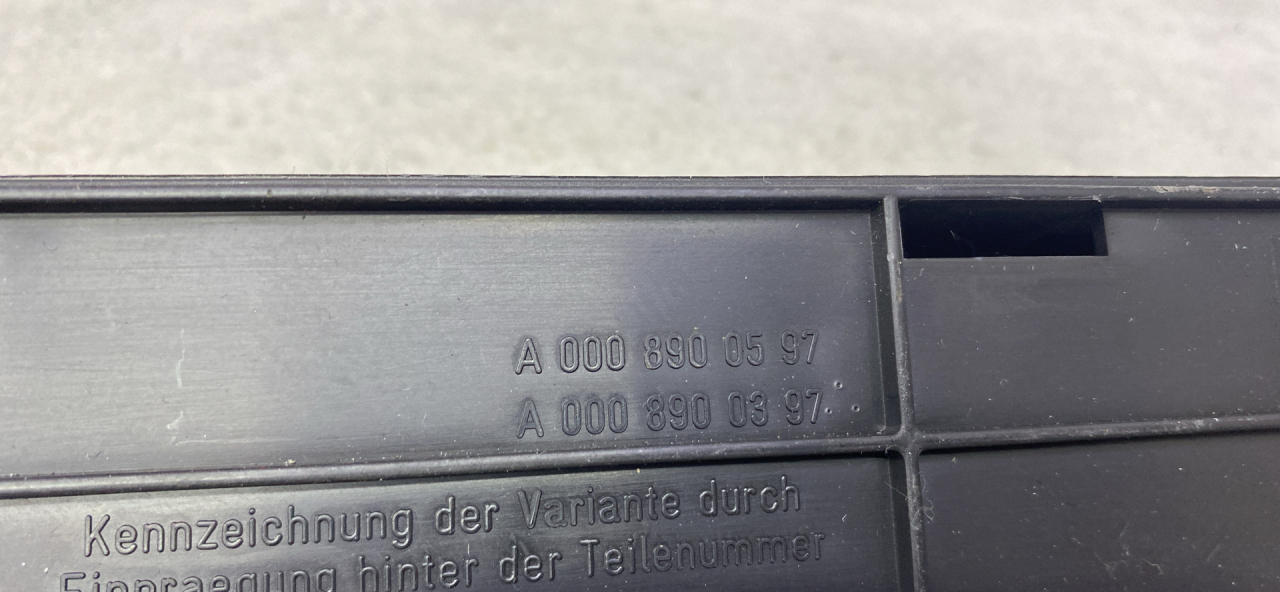 A 000 890 05 97
A 000 890 03 97
Kennzeichnung der Variante durch
Einpraegung hinter der Teilenummer